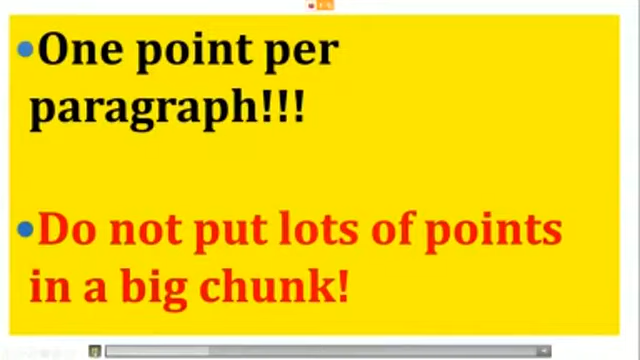 •One point per
paragraph!!!
•Do not put lots of points
in a big chunk!